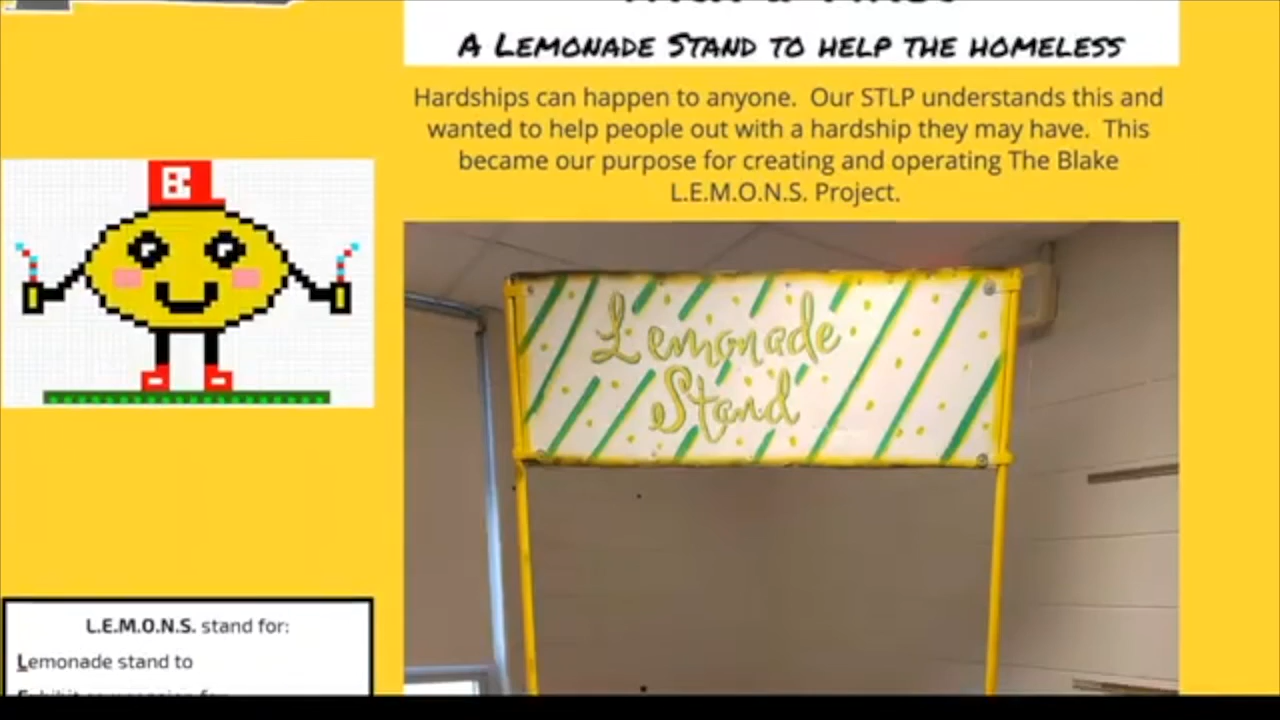 A LEMONADE STAND TO HELP THE HOMELESS
Hardships can happen to anyone. Our STLP understands this and
wanted to help people out with a hardship they may have. This
became our purpose for creating and operating The Blake
L.E.M.O.N.S. Project.
B
Lemonade
Stand
L.E.M.O.N.S. stand for:
Lemonade stand to